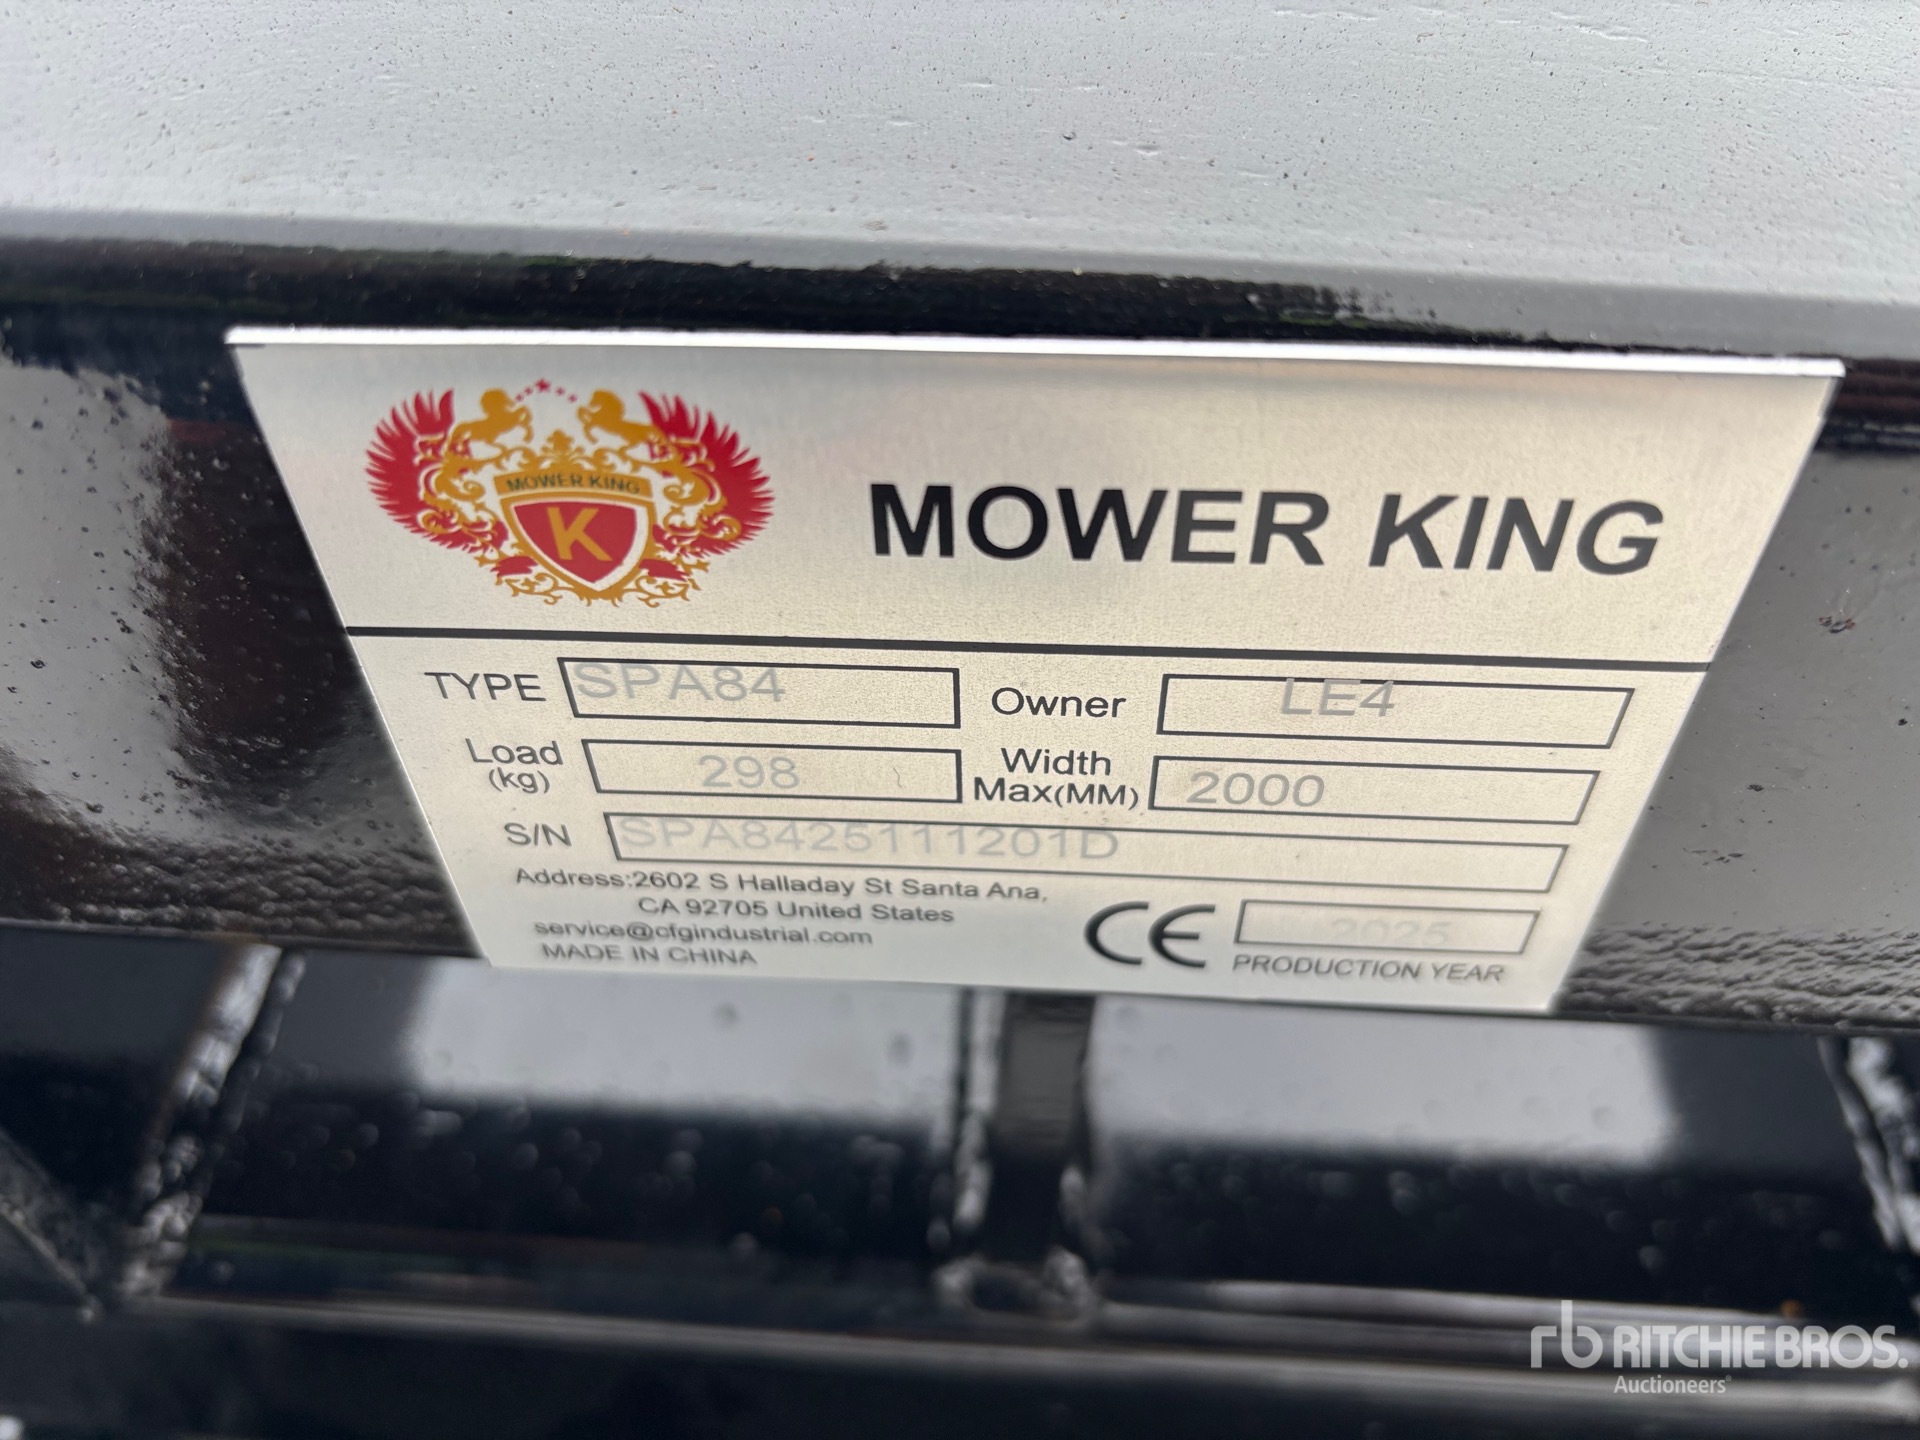 MOWER KING
K
MOWER KING
TYPE SPA84 Owner LE4
Load (kg) 298 Width Max(MM) 2000
S/N SPA8425111201D
Address:2602 S Halladay St Santa Ana,
CA 92705 United States
service@cfgindustrial.com
MADE IN CHINA
CE 2025
PRODUCTION YEAR
rb RITCHIE BROS.
Auctioneers